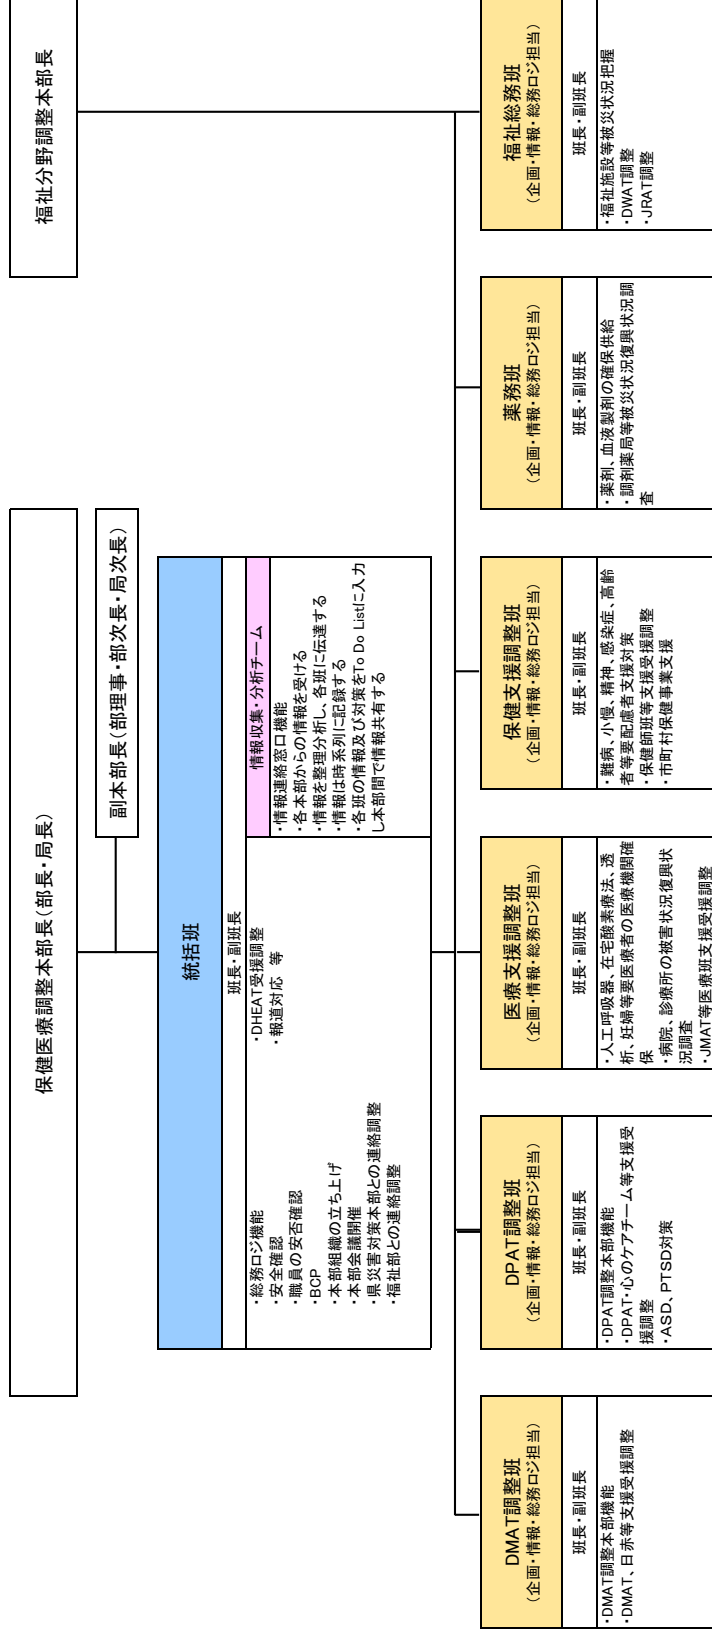 保健医療調整本部長(部長・局長)
福祉分野調整本部長
副本部長(部理事・部次長・局次長)
統括班
班長・副班長
・総務ロジ機能
・安全確認
・職員の安否確認
・BCP
・本部組織の立ち上げ
・本部会議開催
・県災害対策本部との連絡調整
・福祉部との連絡調整
・DHEAT受援調整
・報道対応 等
情報収集・分析チーム
・情報連絡窓口機能
・各本部からの情報を受ける
・情報を整理分析し、各班に伝達する
・情報は時系列に記録する
・各班の情報及び対策をTo Do Listに入力
し本部間で情報共有する
DMAT調整班
(企画・情報・総務ロジ担当)
班長・副班長
・DMAT調整本部機能
・DMAT、日赤等支援受援調整
DPAT調整班
(企画・情報・総務ロジ担当)
班長・副班長
・DPAT調整本部機能
・DPAT・心のケアチーム等支援受
援調整
・ASD、PTSD対策
医療支援調整班
(企画・情報・総務ロジ担当)
班長・副班長
・人工呼吸器、在宅酸素療法、透
析、妊婦等要医療者の医療機関確
保
・病院、診療所の被害状況復興状
況調査
・JMAT等医療班支援受援調整
保健支援調整班
(企画・情報・総務ロジ担当)
班長・副班長
・難病、小慢、精神、感染症、高齢
者等要配慮者支援対策
・保健師班等支援受援調整
・市町村保健事業支援
薬務班
(企画・情報・総務ロジ担当)
班長・副班長
・薬剤、血液製剤の確保供給
・調剤薬局等被災状況復興状況調
査
福祉総務班
(企画・情報・総務ロジ担当)
班長・副班長
・福祉施設等被災状況把握
・DWAT調整
・JRAT調整